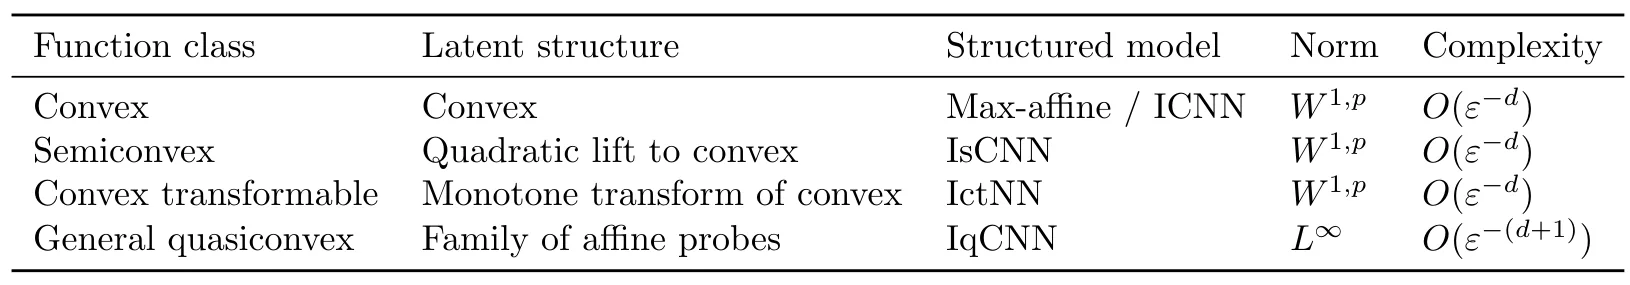 Function class Latent structure Structured model Norm Complexity
Convex Convex Max-affine / ICNN W^{1,p} O(ε^{-d})
Semiconvex Quadratic lift to convex IsCNN W^{1,p} O(ε^{-d})
Convex transformable Monotone transform of convex IctNN W^{1,p} O(ε^{-d})
General quasiconvex Family of affine probes IqCNN L^∞ O(ε^{-(d+1)})